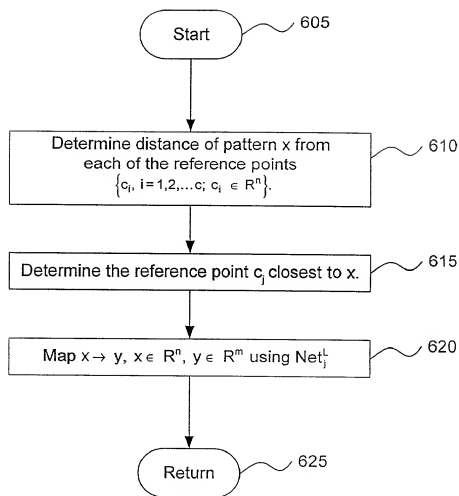 Start
605
Determine distance of pattern x from
each of the reference points
{cᵢ, i = 1,2,...c; cᵢ ∈ Rⁿ}.
610
Determine the reference point cⱼ closest to x.
615
Map x → y, x ∈ Rⁿ, y ∈ Rᵐ using Netⱼᴸ
620
Return
625